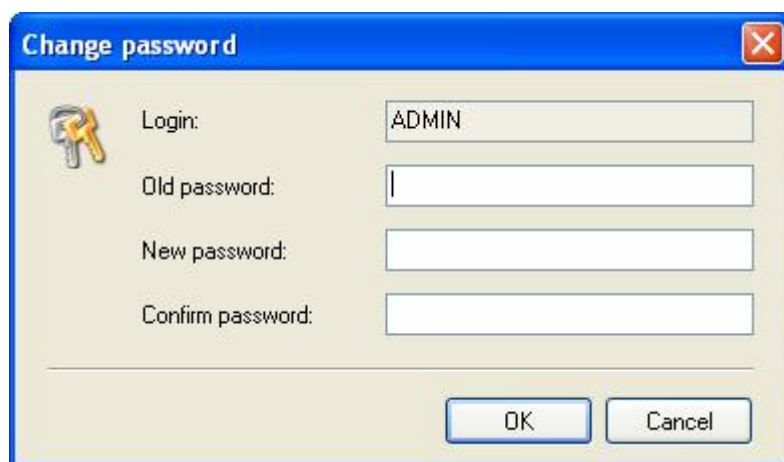 Change password
Login: ADMIN
Old password:
New password:
Confirm password:
OK Cancel